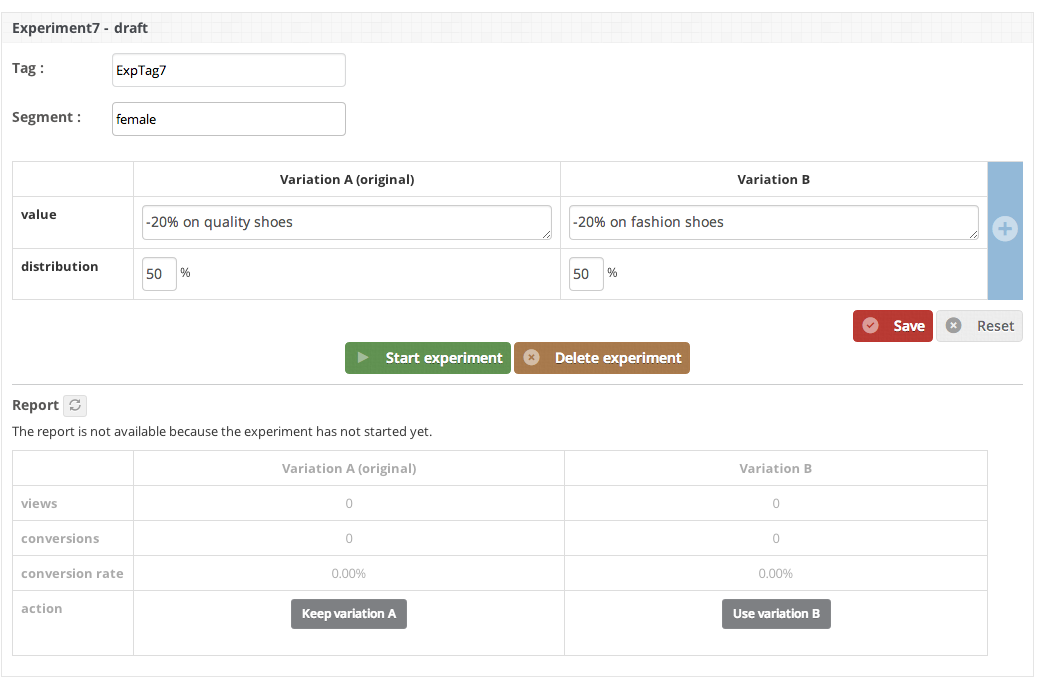 Experiment7 - draft
Tag : ExpTag7
Segment : female
Variation A (original) Variation B
value -20% on quality shoes -20% on fashion shoes
distribution 50 % 50 %
Save Reset
Start experiment Delete experiment
Report
The report is not available because the experiment has not started yet.
Variation A (original) Variation B
views 0 0
conversions 0 0
conversion rate 0.00% 0.00%
action Keep variation A Use variation B